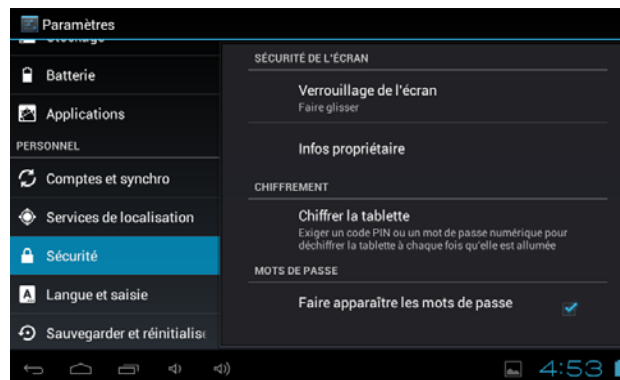 Paramètres
Stockage
Batterie
Applications
PERSONNEL
Comptes et synchro
Services de localisation
Sécurité
Langue et saisie
Sauvegarder et réinitialise
SÉCURITÉ DE L'ÉCRAN
Verrouillage de l'écran
Faire glisser
Infos propriétaire
CHIFFREMENT
Chiffrer la tablette
Exiger un code PIN ou un mot de passe numérique pour
déchiffrer la tablette à chaque fois qu'elle est allumée
MOTS DE PASSE
Faire apparaître les mots de passe
4:53